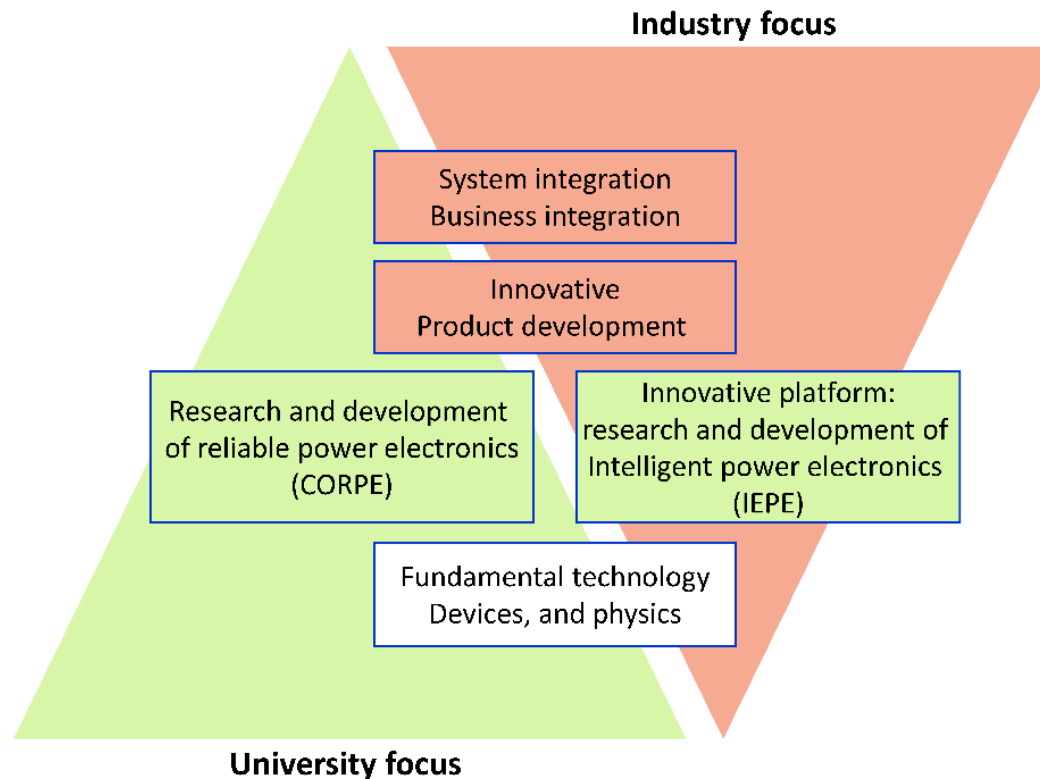 Industry focus
System integration
Business integration
Innovative
Product development
Research and development
of reliable power electronics
(CORPE)
Innovative platform:
research and development of
Intelligent power electronics
(IEPE)
Fundamental technology
Devices, and physics
University focus